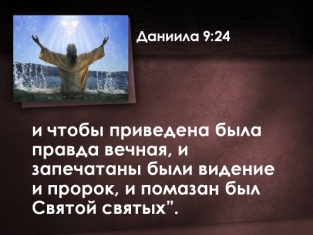 Даниила 9:24
и чтобы приведена была
правда вечная, и
запечатаны были видение
и пророк, и помазан был
Святой святых”.